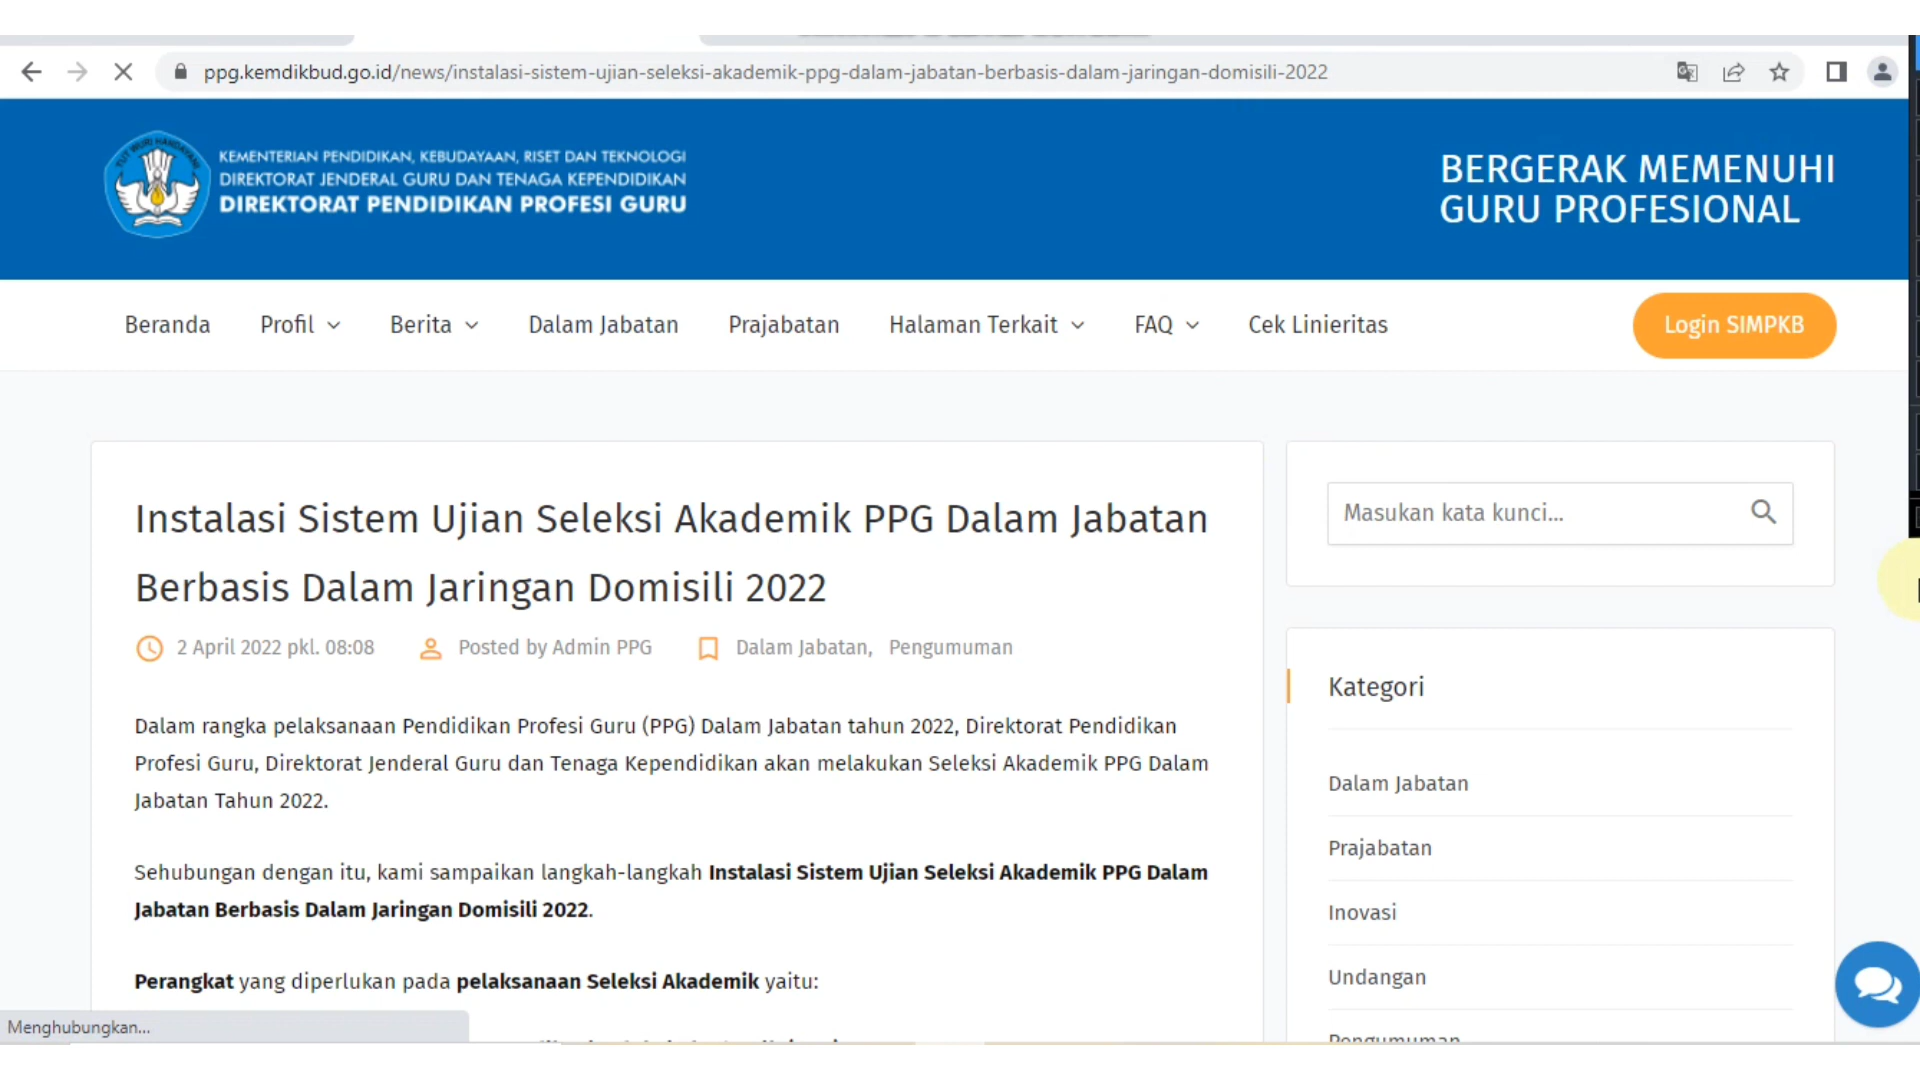 ppg.kemdikbud.go.id/news/instalasi-sistem-ujian-seleksi-akademik-ppg-dalam-jabatan-berbasis-dalam-jaringan-domisili-2022
TUT WURI HANDAYANI
KEMENTERIAN PENDIDIKAN, KEBUDAYAAN, RISET DAN TEKNOLOGI
DIREKTORAT JENDERAL GURU DAN TENAGA KEPENDIDIKAN
DIREKTORAT PENDIDIKAN PROFESI GURU
BERGERAK MEMENUHI
GURU PROFESIONAL
Beranda Profil Berita Dalam Jabatan Prajabatan Halaman Terkait FAQ Cek Linieritas Login SIMPKB
Instalasi Sistem Ujian Seleksi Akademik PPG Dalam Jabatan
Berbasis Dalam Jaringan Domisili 2022
2 April 2022 pkl. 08:08 Posted by Admin PPG Dalam Jabatan, Pengumuman
Dalam rangka pelaksanaan Pendidikan Profesi Guru (PPG) Dalam Jabatan tahun 2022, Direktorat Pendidikan
Profesi Guru, Direktorat Jenderal Guru dan Tenaga Kependidikan akan melakukan Seleksi Akademik PPG Dalam
Jabatan Tahun 2022.
Sehubungan dengan itu, kami sampaikan langkah-langkah Instalasi Sistem Ujian Seleksi Akademik PPG Dalam
Jabatan Berbasis Dalam Jaringan Domisili 2022.
Perangkat yang diperlukan pada pelaksanaan Seleksi Akademik yaitu:
Masukan kata kunci...
Kategori
Dalam Jabatan
Prajabatan
Inovasi
Undangan
Pengumuman
Menghubungkan...